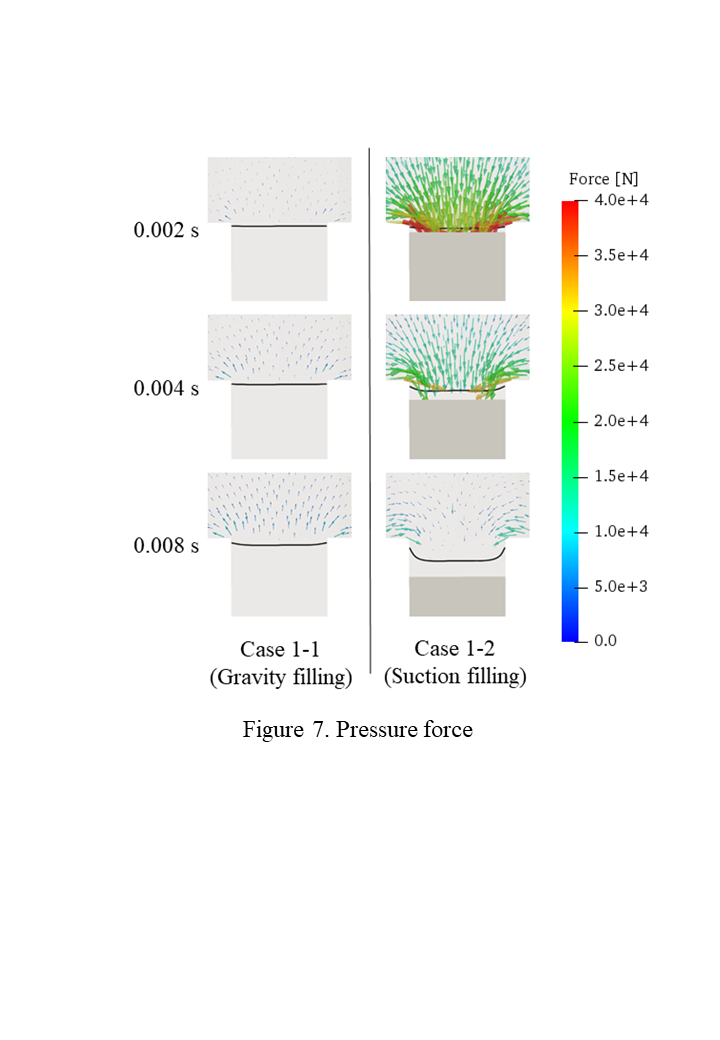 Force [N]
4.0e+4
3.5e+4
3.0e+4
2.5e+4
2.0e+4
1.5e+4
1.0e+4
5.0e+3
0.0
0.002 s
0.004 s
0.008 s
Case 1-1
(Gravity filling)
Case 1-2
(Suction filling)
Figure 7. Pressure force